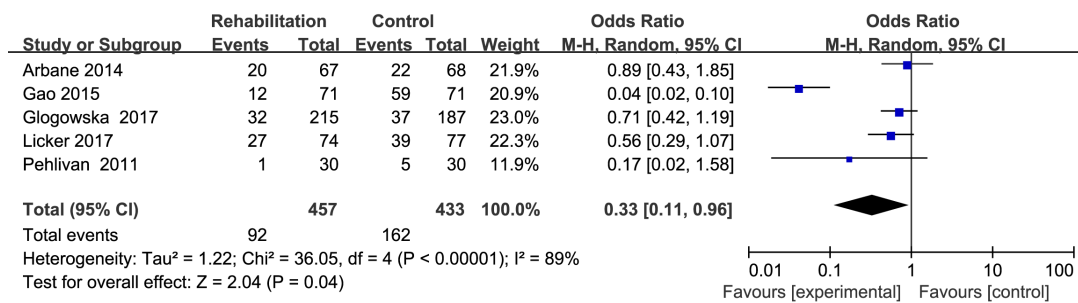 Rehabilitation Control Odds Ratio Odds Ratio
Study or Subgroup Events Total Events Total Weight M-H, Random, 95% CI M-H, Random, 95% CI
Arbane 2014 20 67 22 68 21.9% 0.89 [0.43, 1.85]
Gao 2015 12 71 59 71 20.9% 0.04 [0.02, 0.10]
Glogowska 2017 32 215 37 187 23.0% 0.71 [0.42, 1.19]
Licker 2017 27 74 39 77 22.3% 0.56 [0.29, 1.07]
Pehlivan 2011 1 30 5 30 11.9% 0.17 [0.02, 1.58]
Total (95% CI) 457 433 100.0% 0.33 [0.11, 0.96]
Total events 92 162
Heterogeneity: Tau² = 1.22; Chi² = 36.05, df = 4 (P < 0.00001); I² = 89%
Test for overall effect: Z = 2.04 (P = 0.04)
0.01 0.1 1 10 100
Favours [experimental] Favours [control]